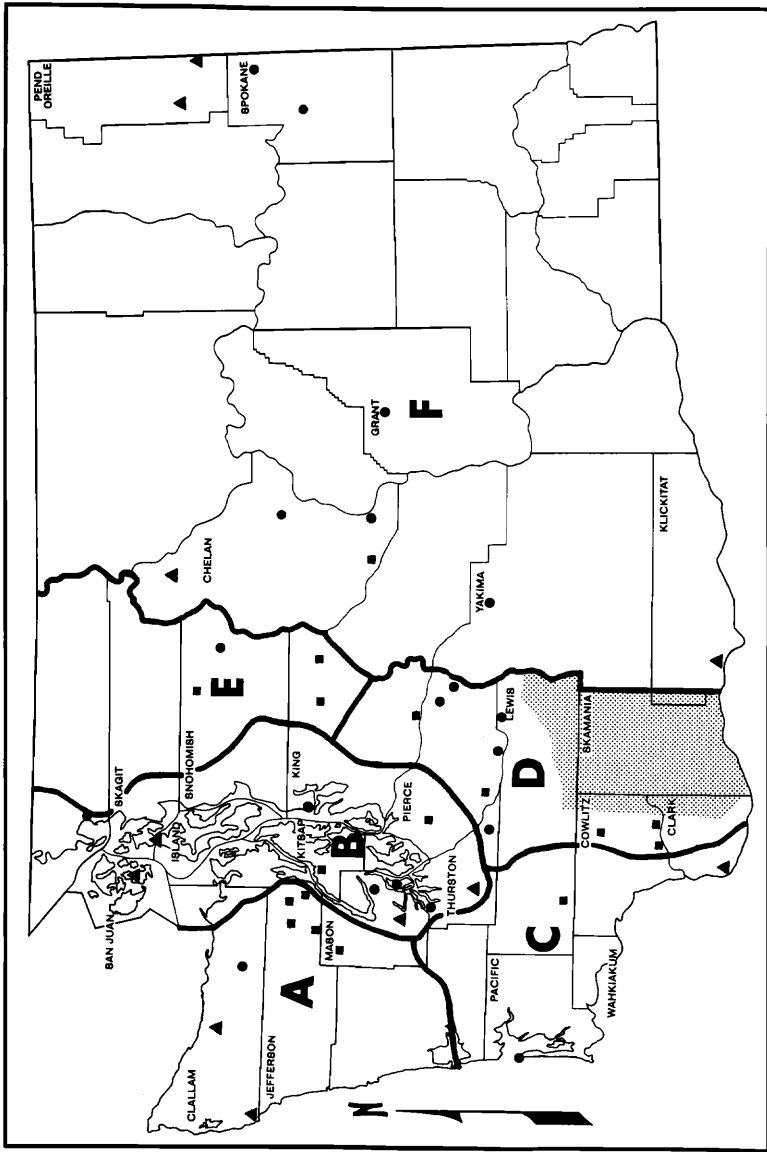 PEND
OREILLE
SAN JUAN
SKAGIT
ISLAND
SNOHOMISH
CLALLAM
CHELAN
E
SPOKANE
JEFFERSON
KITSAP
KING
A
MASON
B
PIERCE
GRANT
F
N
THURSTON
YAKIMA
PACIFIC
LEWIS
C
D
COWLITZ
SKAMANIA
WAHKIAKUM
CLARK
KLICKITAT